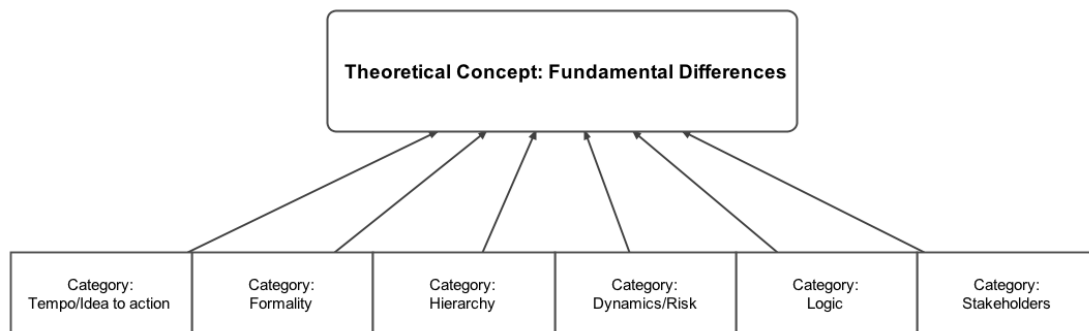 Theoretical Concept: Fundamental Differences
Category:
Tempo/Idea to action
Category:
Formality
Category:
Hierarchy
Category:
Dynamics/Risk
Category:
Logic
Category:
Stakeholders